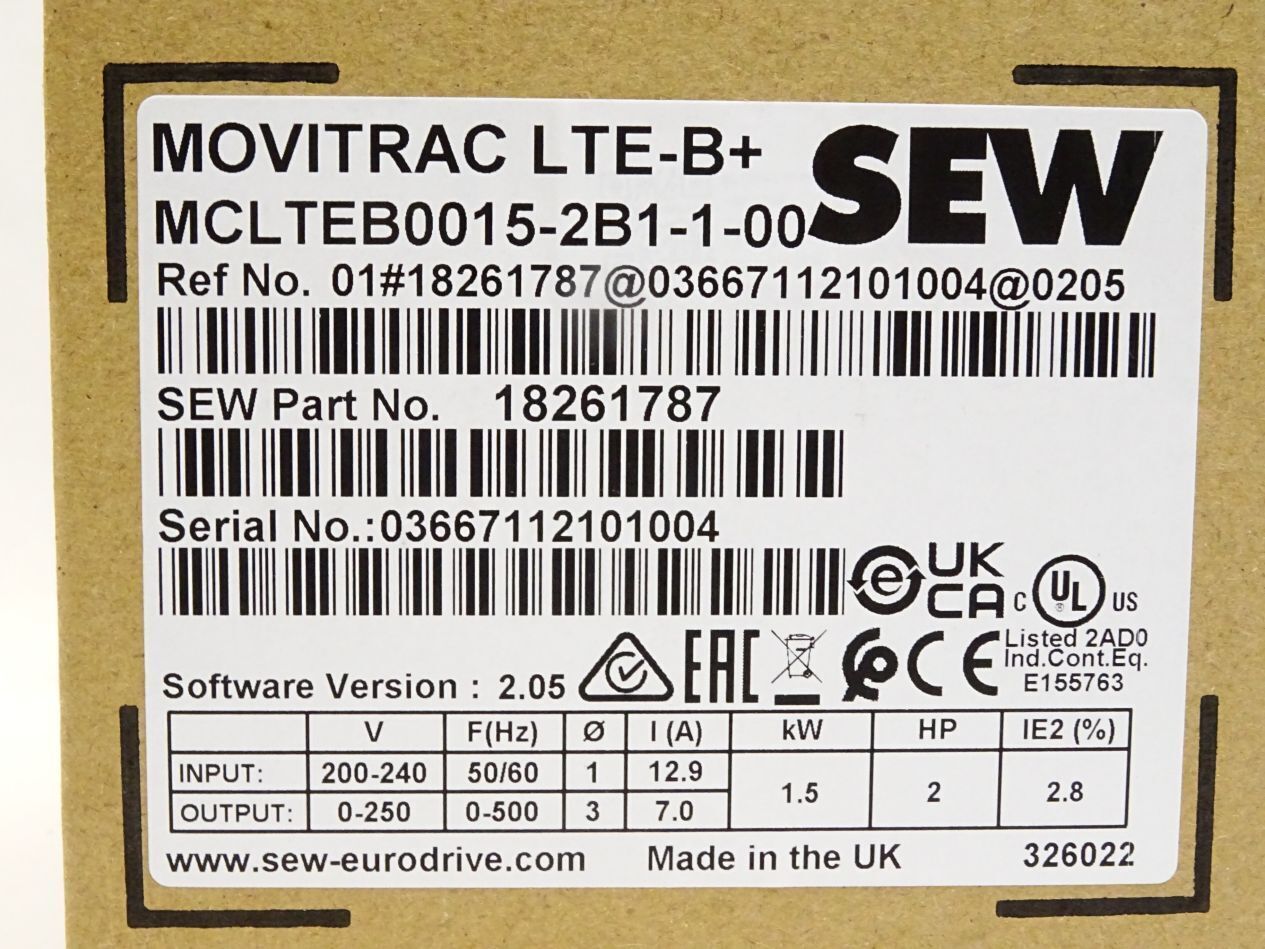 MOVITRAC LTE-B+
SEW
MCLTEB0015-2B1-1-00
Ref No. 01#18261787@03667112101004@0205
SEW Part No. 18261787
Serial No.:03667112101004
e
UK
CA
C UL US
®
Listed 2AD0
Ind.Cont.Eq.
E155763
Software Version : 2.05
EAC
CE
V F(Hz) Ø I (A) kW HP IE2 (%)
INPUT: 200-240 50/60 1 12.9 1.5 2 2.8
OUTPUT: 0-250 0-500 3 7.0
www.sew-eurodrive.com Made in the UK 326022